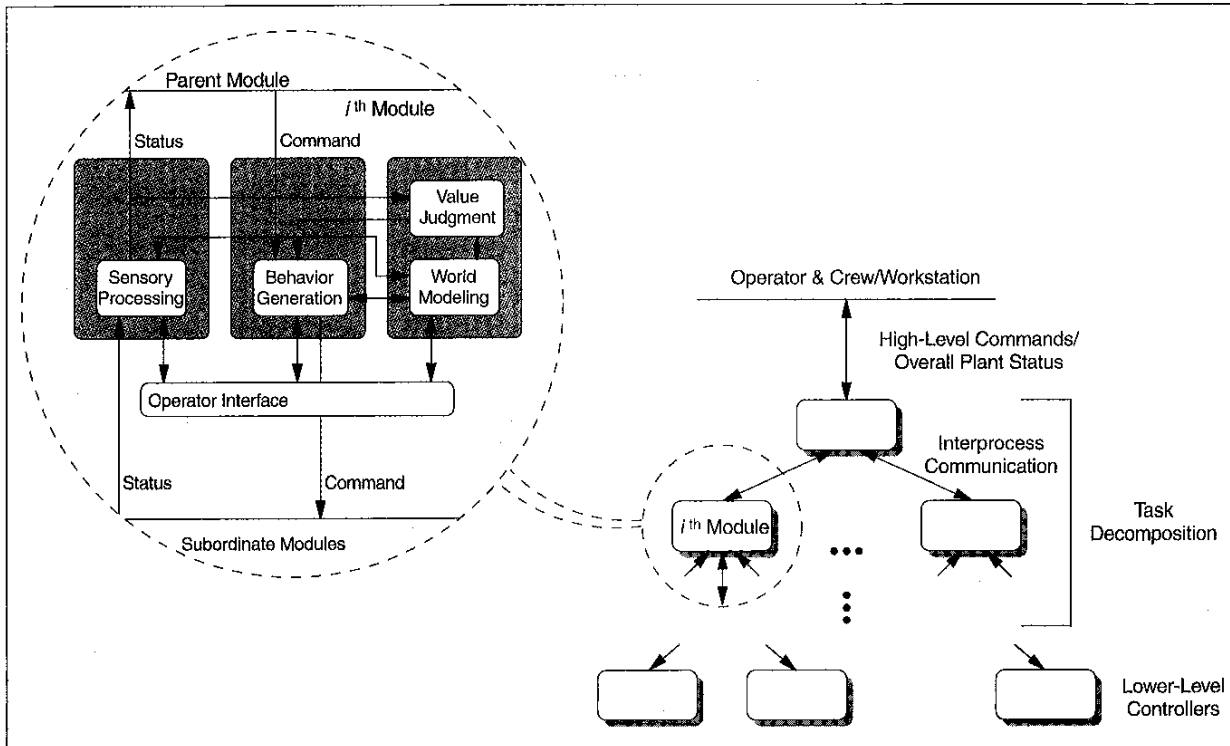 Parent Module
i th Module
Status
Command
Value
Judgment
Sensory
Processing
Behavior
Generation
World
Modeling
Operator Interface
Status
Command
Subordinate Modules
Operator & Crew/Workstation
High-Level Commands/
Overall Plant Status
Interprocess
Communication
i th Module
Task
Decomposition
Lower-Level
Controllers